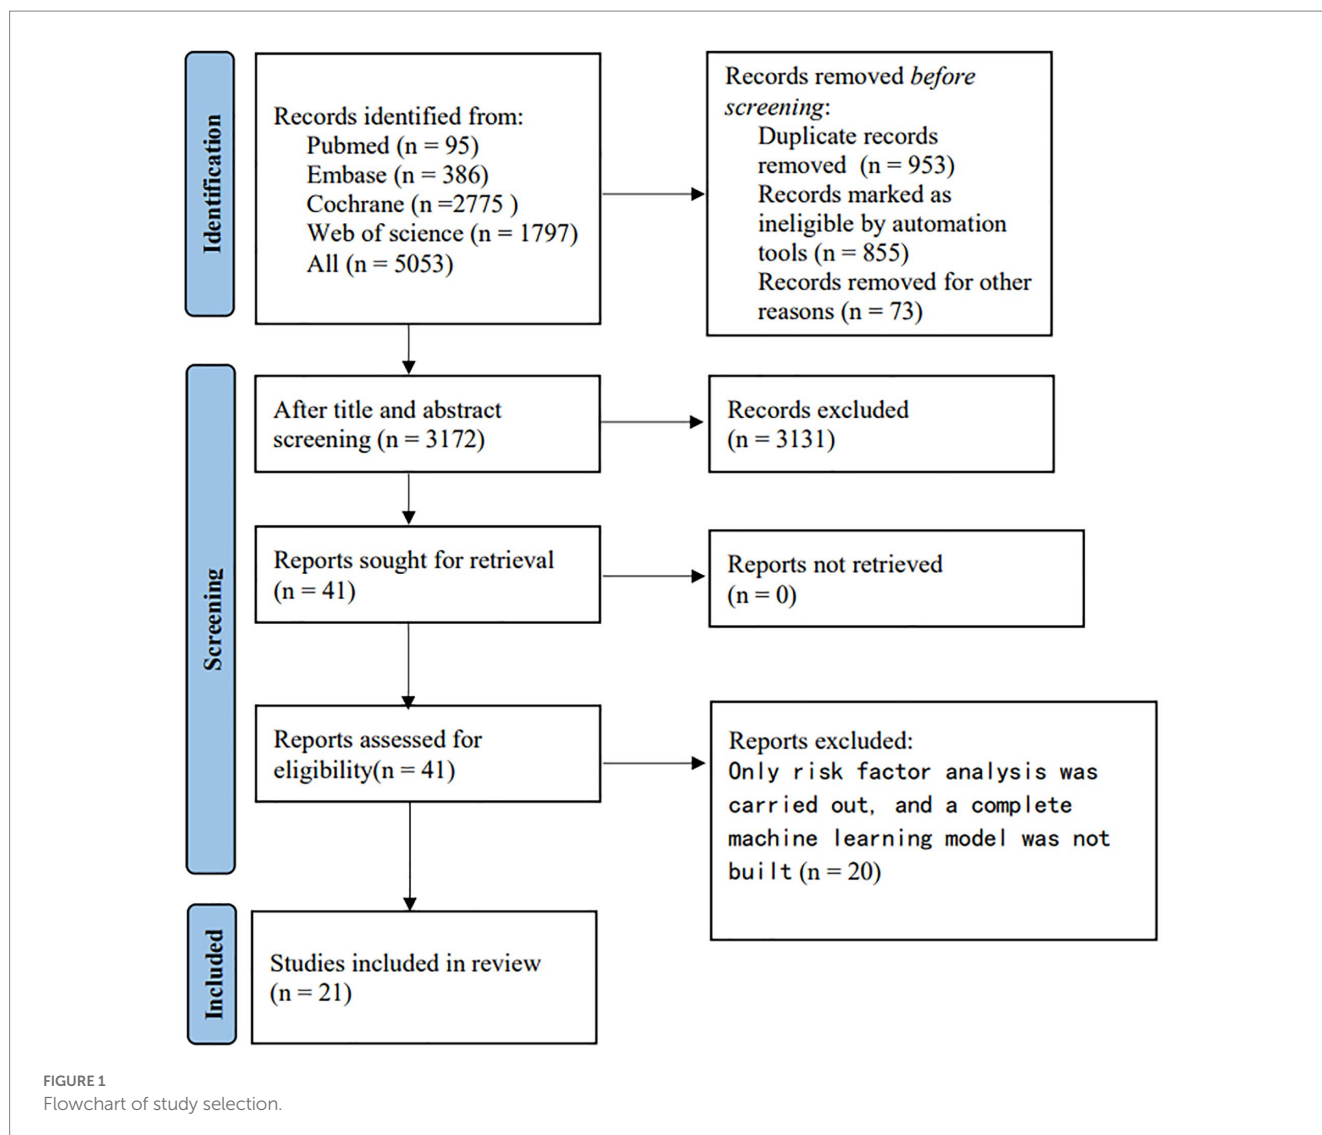 Identification
Records identified from:
Pubmed (n = 95)
Embase (n = 386)
Cochrane (n =2775 )
Web of science (n = 1797)
All (n = 5053)
Records removed before
screening:
Duplicate records
removed  (n = 953)
Records marked as
ineligible by automation
tools (n = 855)
Records removed for other
reasons (n = 73)
Screening
After title and abstract
screening (n = 3172)
Records excluded
(n = 3131)
Reports sought for retrieval
(n = 41)
Reports not retrieved
(n = 0)
Reports assessed for
eligibility(n = 41)
Reports excluded:
Only risk factor analysis was
carried out, and a complete
machine learning model was not
built (n = 20)
Included
Studies included in review
(n = 21)
FIGURE 1
Flowchart of study selection.